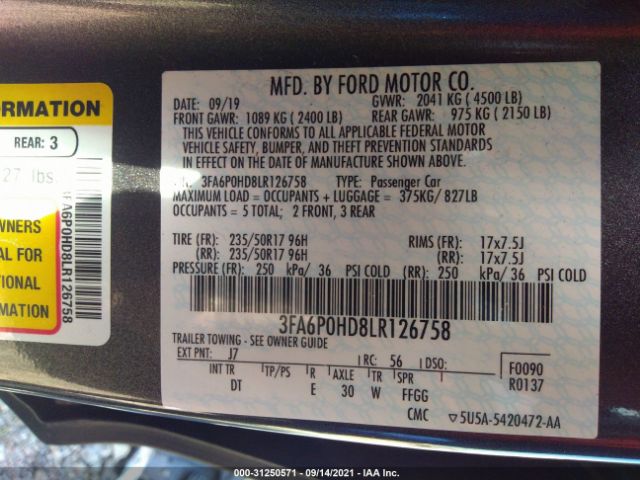 MFD. BY FORD MOTOR CO.
DATE: 09/19 GVWR: 2041 KG ( 4500 LB)
FRONT GAWR: 1089 KG ( 2400 LB) REAR GAWR: 975 KG ( 2150 LB)
THIS VEHICLE CONFORMS TO ALL APPLICABLE FEDERAL MOTOR
VEHICLE SAFETY, BUMPER, AND THEFT PREVENTION STANDARDS
IN EFFECT ON THE DATE OF MANUFACTURE SHOWN ABOVE.
3FA6P0HD8LR126758 TYPE: Passenger Car
MAXIMUM LOAD = OCCUPANTS + LUGGAGE = 375KG/ 827LB
OCCUPANTS = 5 TOTAL; 2 FRONT, 3 REAR
TIRE (FR): 235/50R17 96H RIMS (FR): 17x7.5J
(RR): 235/50R17 96H (RR): 17x7.5J
PRESSURE (FR): 250 kPa/ 36 PSI COLD (RR): 250 kPa/ 36 PSI COLD
3FA6P0HD8LR126758
TRAILER TOWING - SEE OWNER GUIDE
EXT PNT: J7 RC: 56 DSO:
INT TR TP/PS R AXLE TR SPR
DT E 30 W FFGG
F0090
R0137
CMC 5U5A-5420472-AA
ORMATION
REAR: 3
27 lbs.
WNERS
AL FOR
TIONAL
MATION
3FA6P0HD8LR126758
000-31250571 - 09/14/2021 - IAA Inc.